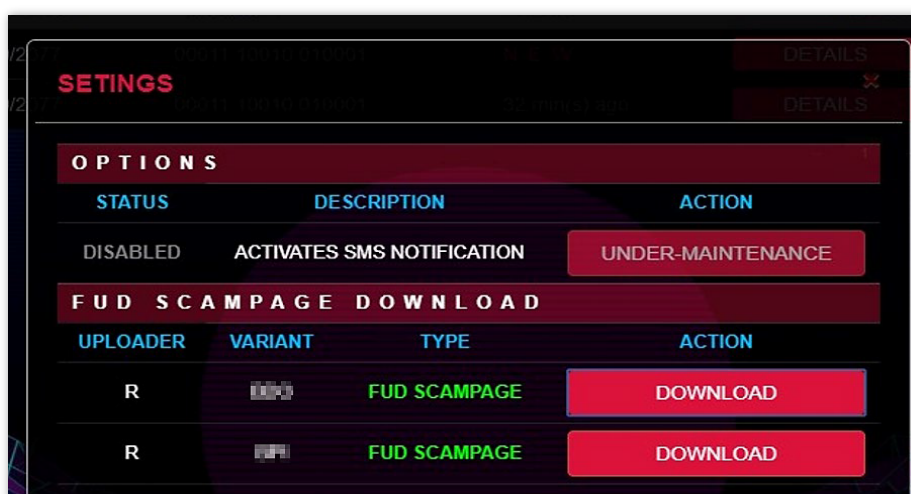 DETAILS
SETINGS
DETAILS
OPTIONS
STATUS DESCRIPTION ACTION
DISABLED ACTIVATES SMS NOTIFICATION UNDER-MAINTENANCE
FUD SCAMPAGE DOWNLOAD
UPLOADER VARIANT TYPE ACTION
R FUD SCAMPAGE DOWNLOAD
R FUD SCAMPAGE DOWNLOAD